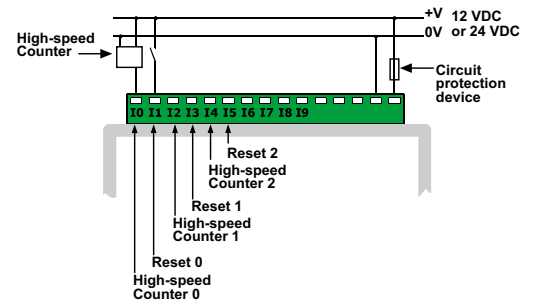 +V 12 VDC
0V or 24 VDC
High-speed
Counter
Circuit
protection
device
I0 I1 I2 I3 I4 I5 I6 I7 I8 I9
Reset 2
High-speed
Counter 2
Reset 1
High-speed
Counter 1
Reset 0
High-speed
Counter 0